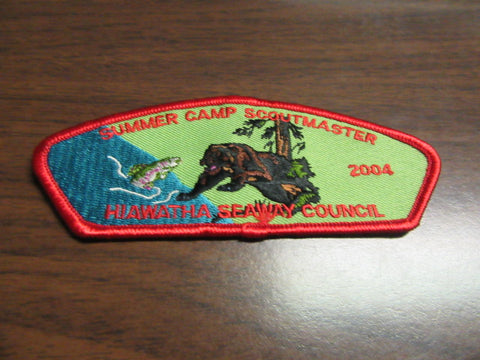 SUMMER CAMP SCOUTMASTER
2004
HIAWATHA SEAWAY COUNCIL